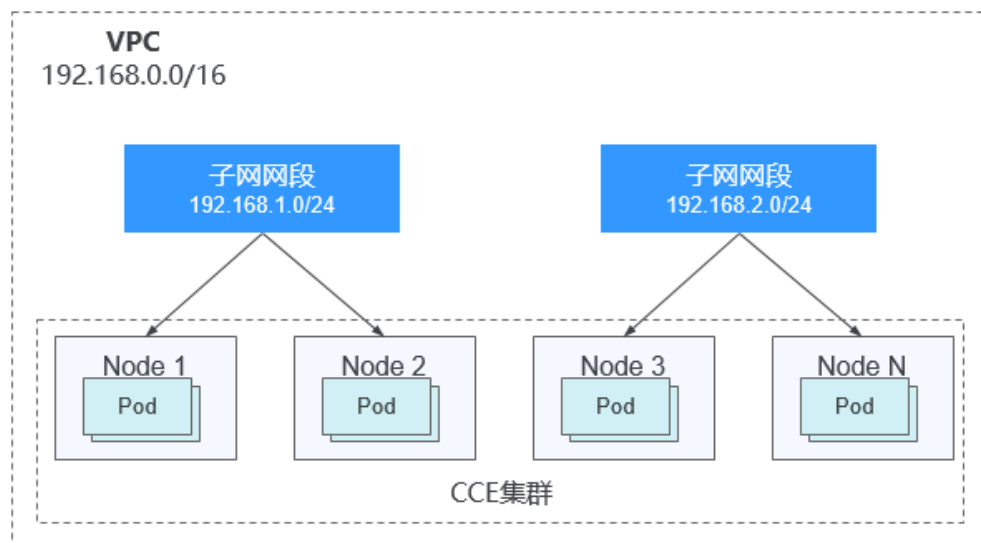 VPC
192.168.0.0/16
子网网段
192.168.1.0/24
子网网段
192.168.2.0/24
Node 1
Node 2
Node 3
Node N
Pod
Pod
Pod
Pod
CCE集群